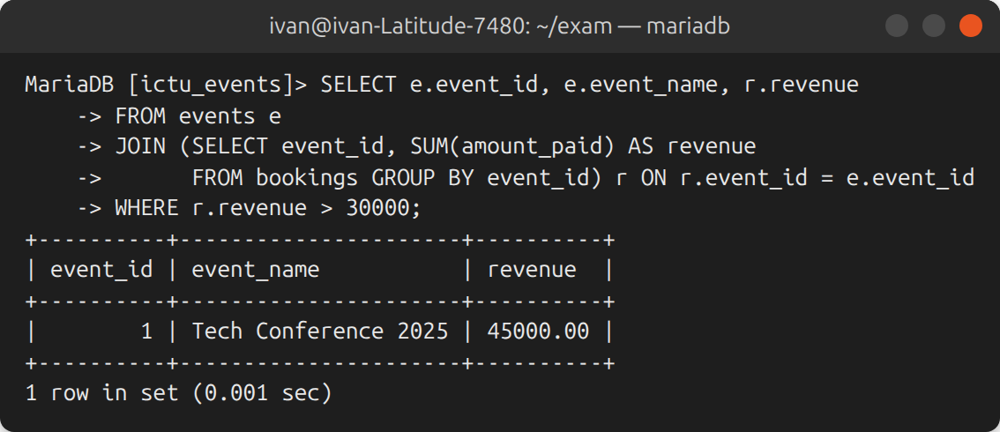 ivan@ivan-Latitude-7480: ~/exam — mariadb
MariaDB [ictu_events]> SELECT e.event_id, e.event_name, r.revenue
    -> FROM events e
    -> JOIN (SELECT event_id, SUM(amount_paid) AS revenue
    ->       FROM bookings GROUP BY event_id) r ON r.event_id = e.event_id
    -> WHERE r.revenue > 30000;
+----------+----------------------+----------+
| event_id | event_name           | revenue  |
+----------+----------------------+----------+
|        1 | Tech Conference 2025 | 45000.00 |
+----------+----------------------+----------+
1 row in set (0.001 sec)